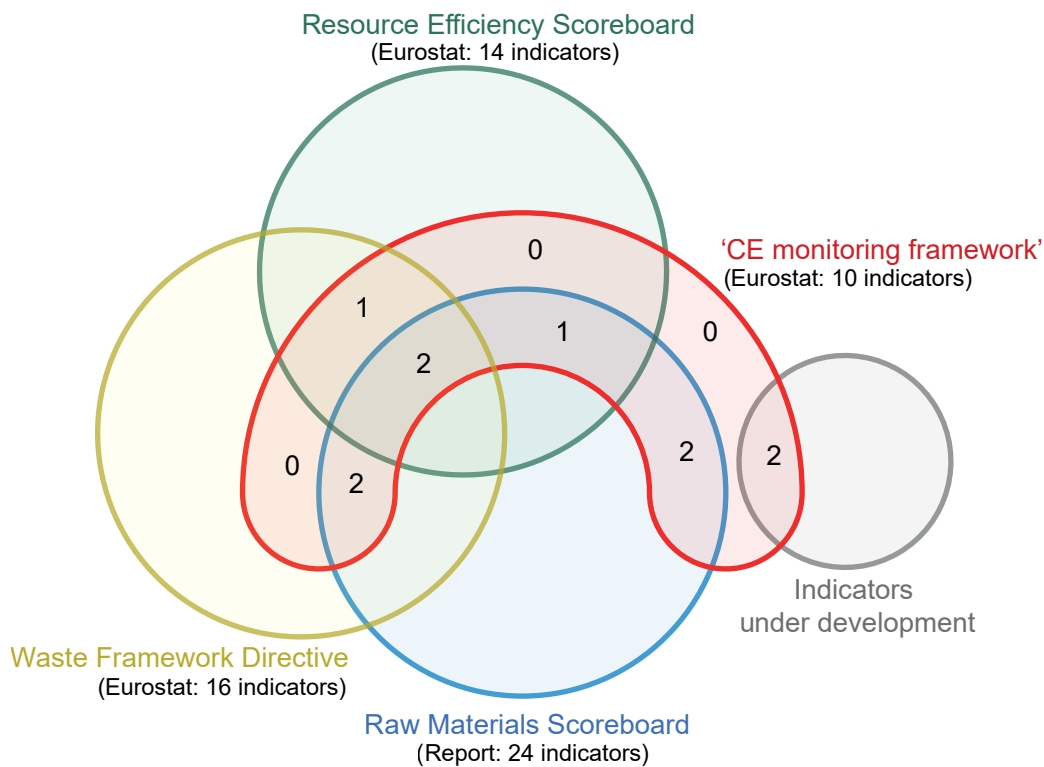 Resource Efficiency Scoreboard
(Eurostat: 14 indicators)
‘CE monitoring framework’
(Eurostat: 10 indicators)
0
1
0
1
2
2
2
0
2
Indicators
under development
Waste Framework Directive
(Eurostat: 16 indicators)
Raw Materials Scoreboard
(Report: 24 indicators)